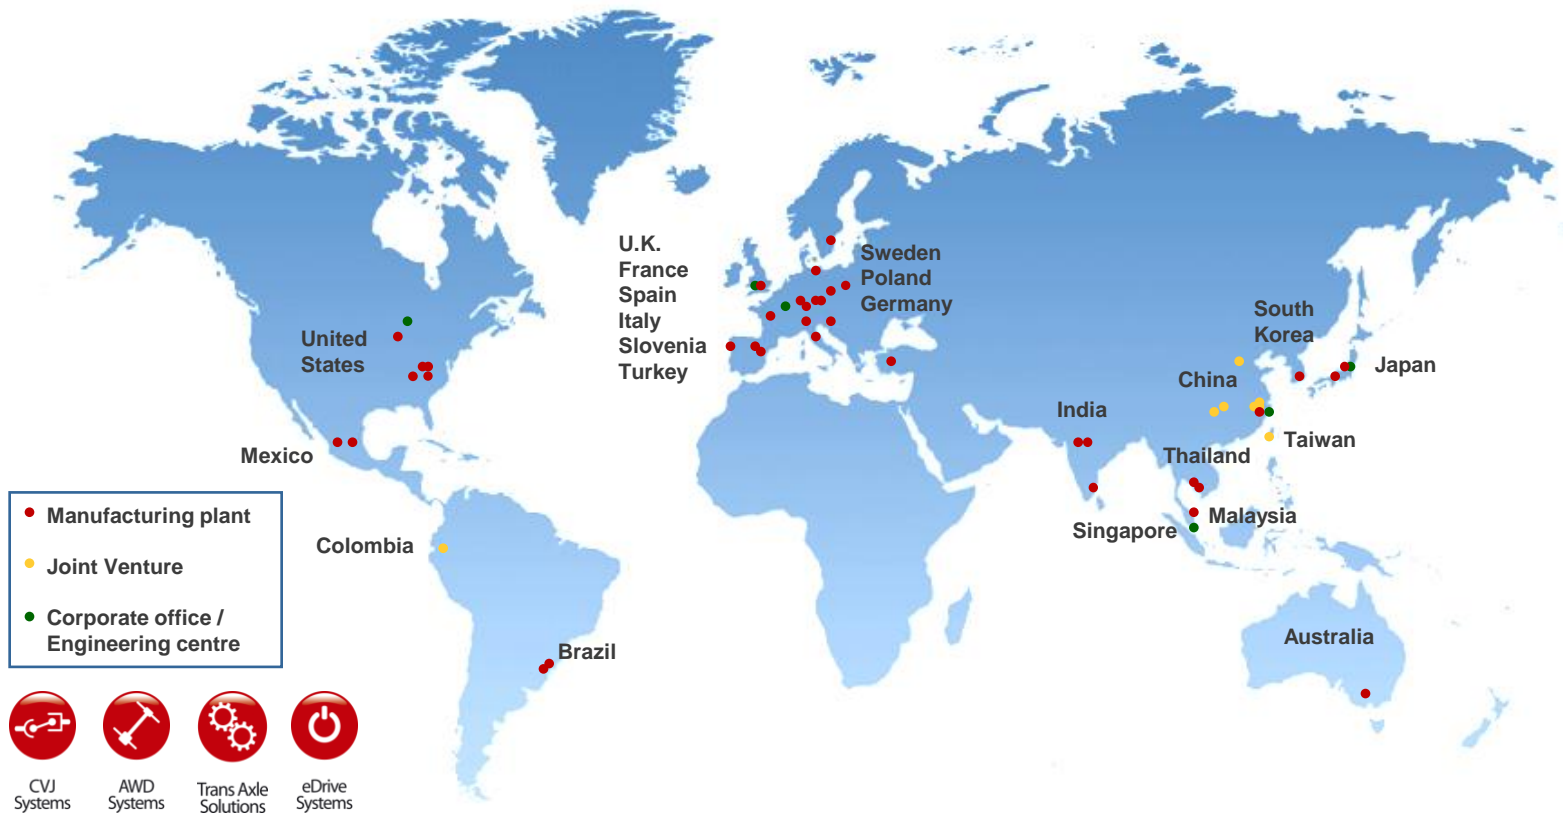 U.K.
France
Spain
Italy
Slovenia
Turkey
Sweden
Poland
Germany
United
States
South
Korea
Japan
China
India
Taiwan
Thailand
Mexico
Malaysia
Singapore
Colombia
Australia
Brazil
Manufacturing plant
Joint Venture
Corporate office /
Engineering centre
CVJ
Systems
AWD
Systems
Trans Axle
Solutions
eDrive
Systems